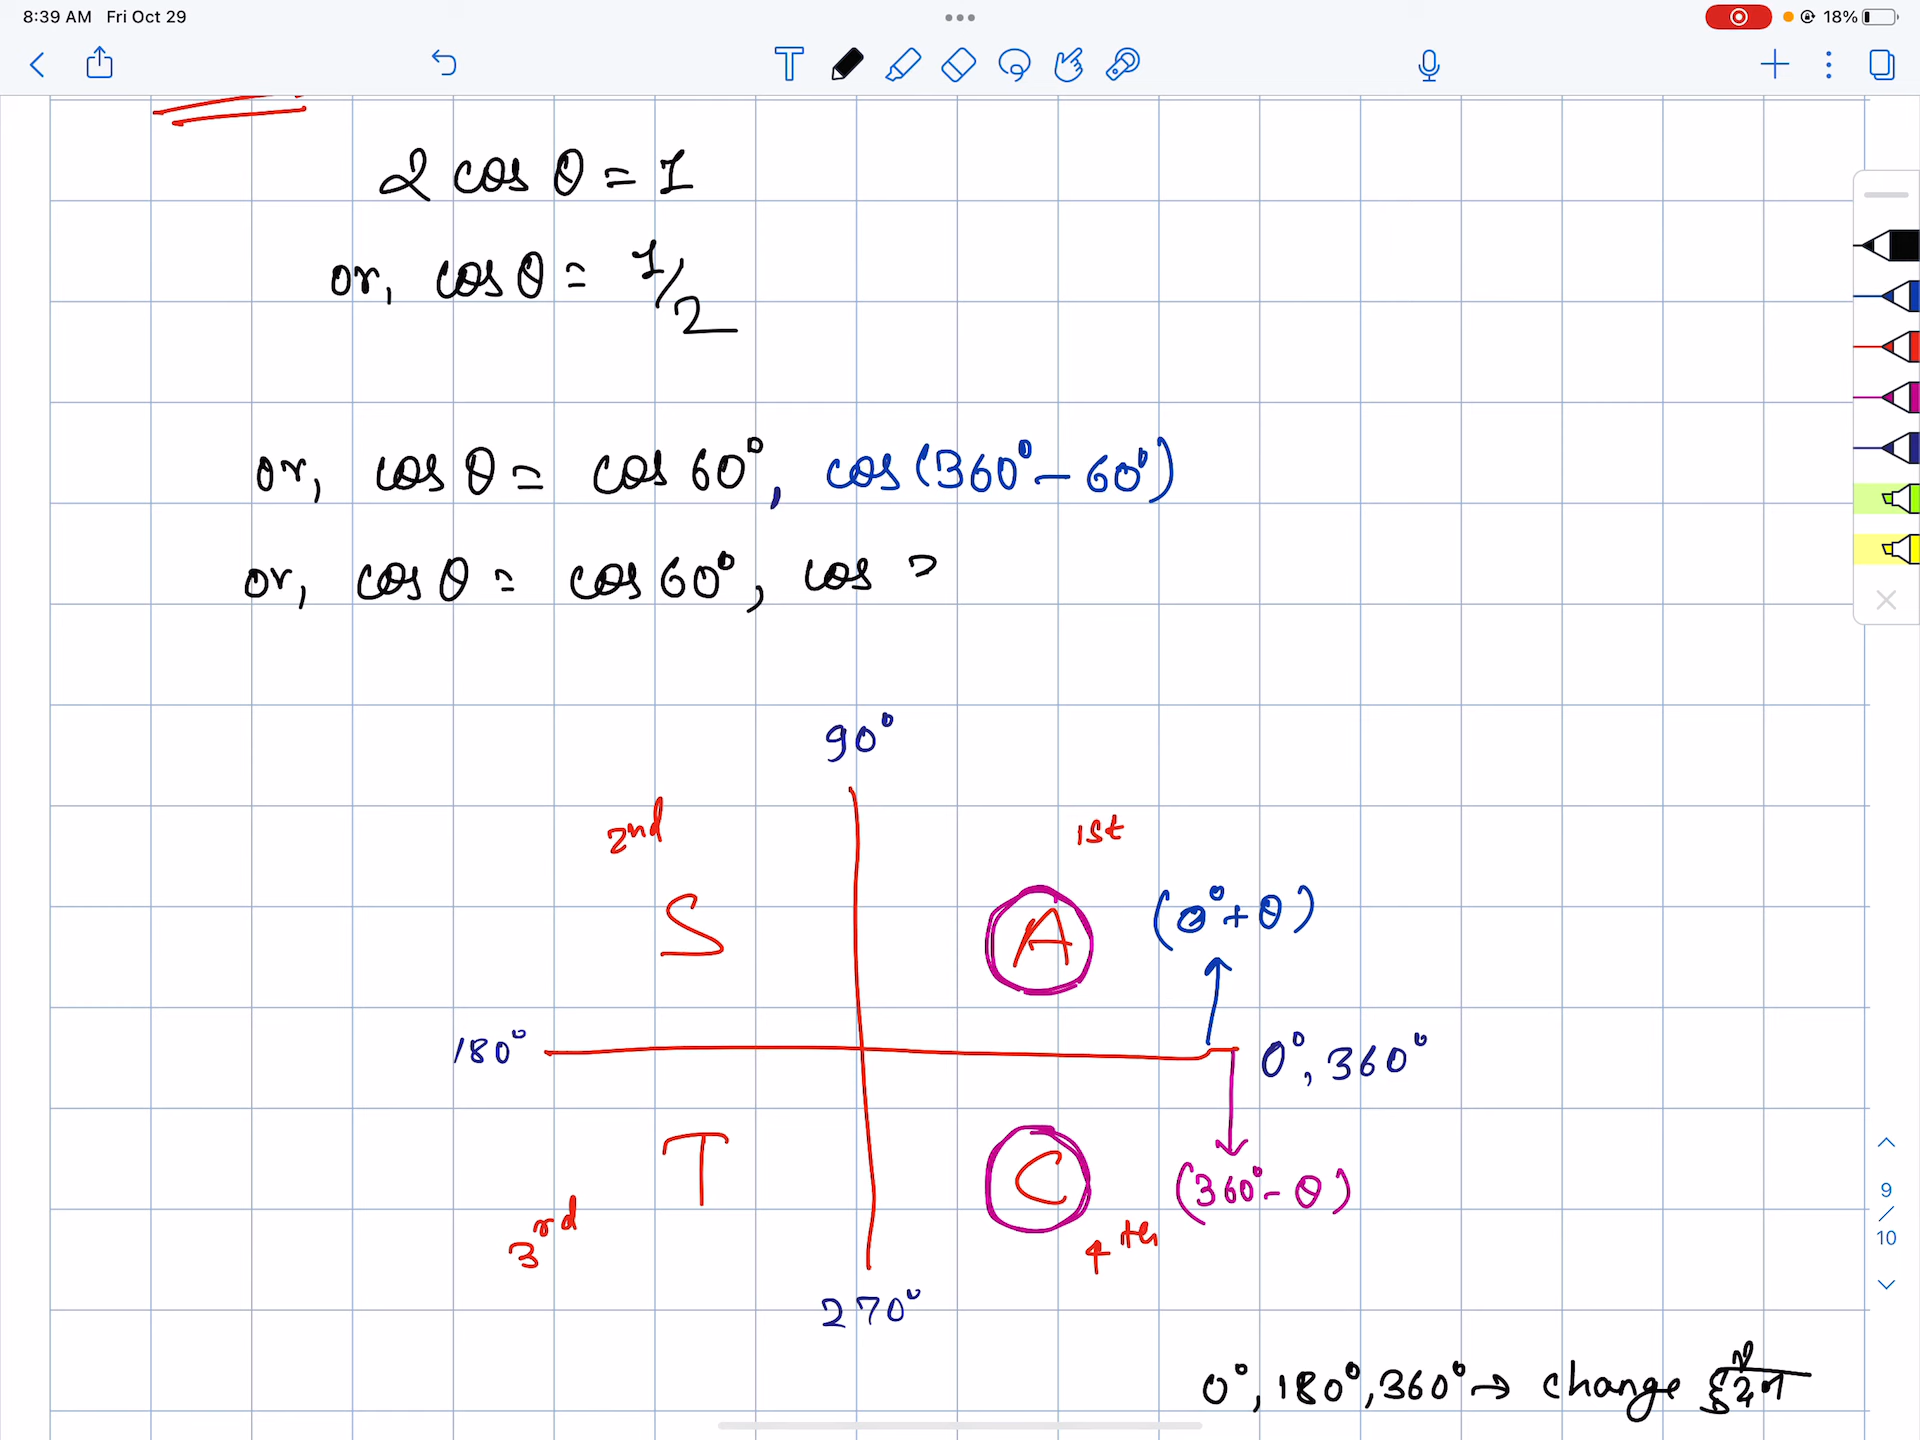 8:39 AM Fri Oct 29
18%
2 cos θ = 1
or, cos θ = 1/2
or, cos θ = cos 60°, cos (360° - 60°)
or, cos θ = cos 60°, cos
90°
2nd
1st
S
A
(0° + θ)
180°
0°, 360°
T
C
(360° - θ)
3rd
4th
270°
9
/
10
0°, 180°, 360° → change